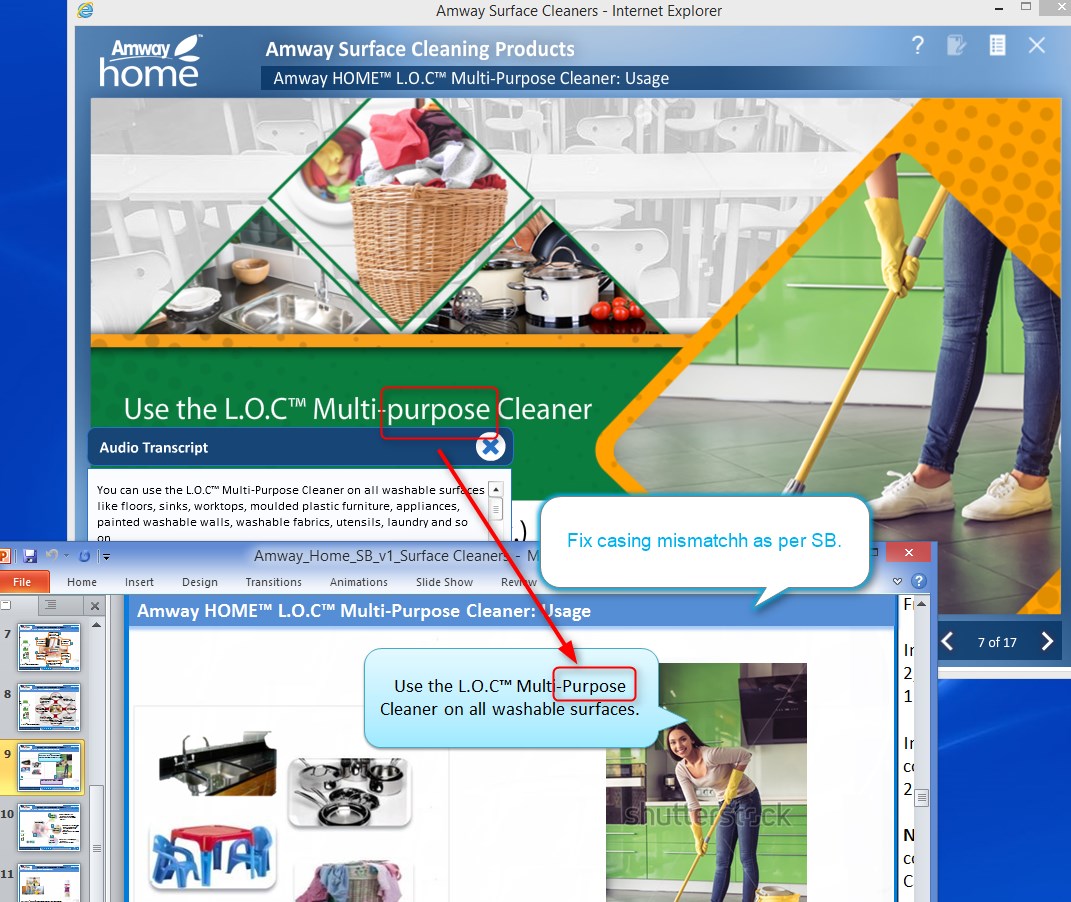 Amway Surface Cleaners - Internet Explorer
Amway™
home
Amway Surface Cleaning Products
Amway HOME™ L.O.C™ Multi-Purpose Cleaner: Usage
?
Use the L.O.C™ Multi-purpose Cleaner
Audio Transcript
You can use the L.O.C™ Multi-Purpose Cleaner on all washable surfaces
like floors, sinks, worktops, moulded plastic furniture, appliances,
painted washable walls, washable fabrics, utensils, laundry and so
on
.)
Fix casing mismatchh as per SB.
7 of 17
Amway_Home_SB_v1_Surface Cleaners - M
File Home Insert Design Transitions Animations Slide Show Review
7
8
9
10
11
Amway HOME™ L.O.C™ Multi-Purpose Cleaner: Usage
Use the L.O.C™ Multi-Purpose
Cleaner on all washable surfaces.
shutterstock
2,
1
2